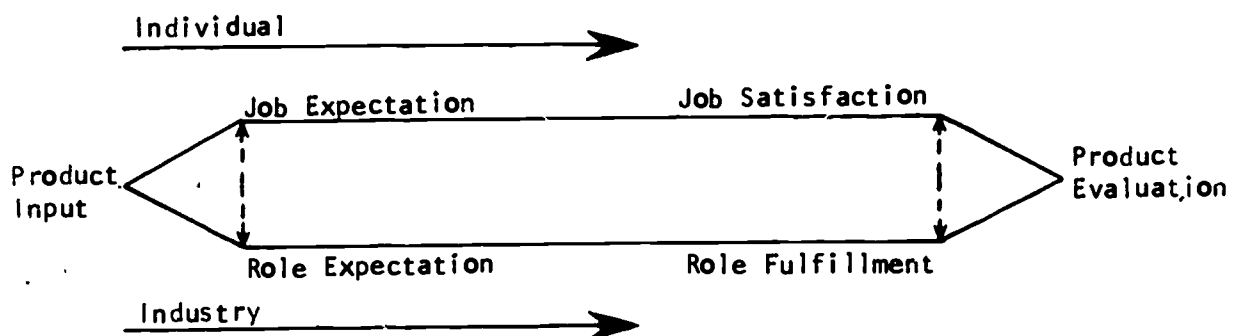 Individual
Job Expectation
Job Satisfaction
Product
Input
Product
Evaluation
Role Expectation
Role Fulfillment
Industry